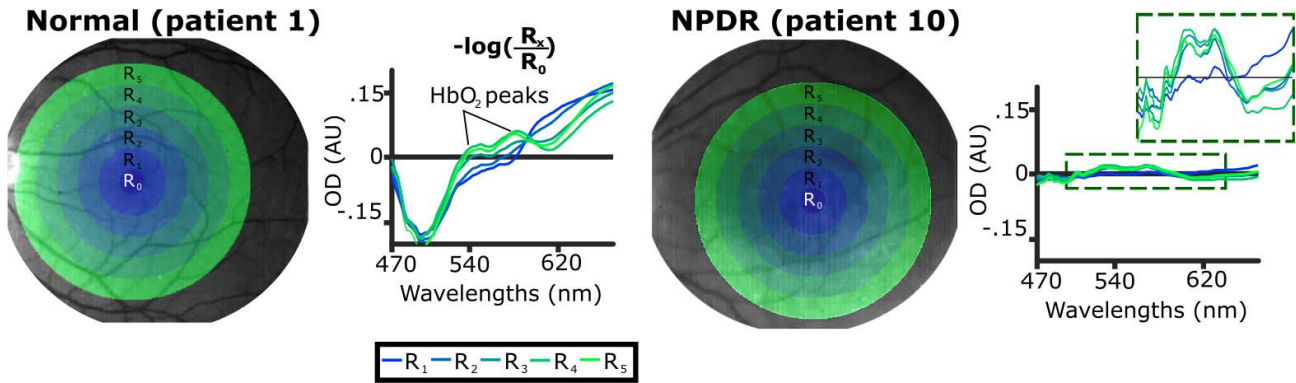 Normal (patient 1)
R5
R4
R3
R2
R1
R0
-log(Rx/R0)
HbO2 peaks
OD (AU)
.15
0
-.15
470 540 620
Wavelengths (nm)
NPDR (patient 10)
R5
R4
R3
R2
R1
R0
OD (AU)
.15
0
-.15
470 540 620
Wavelengths (nm)
R1 R2 R3 R4 R5